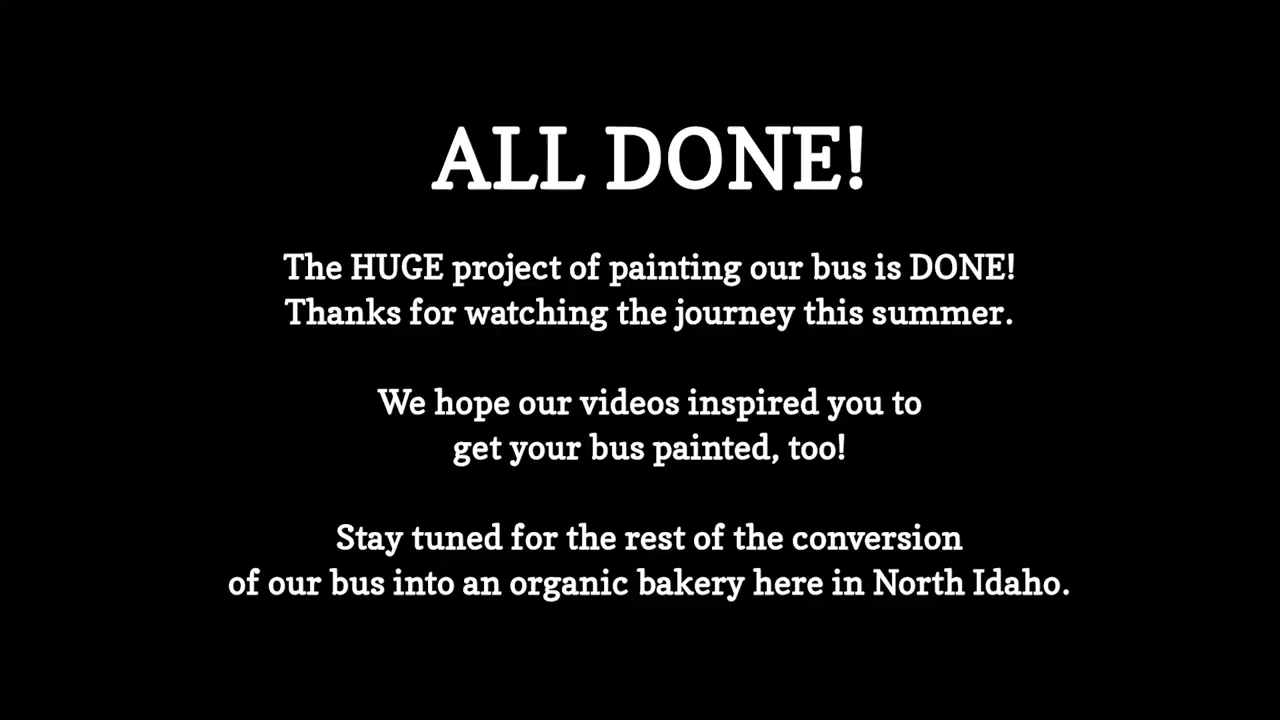 ALL DONE!
The HUGE project of painting our bus is DONE!
Thanks for watching the journey this summer.
We hope our videos inspired you to
get your bus painted, too!
Stay tuned for the rest of the conversion
of our bus into an organic bakery here in North Idaho.